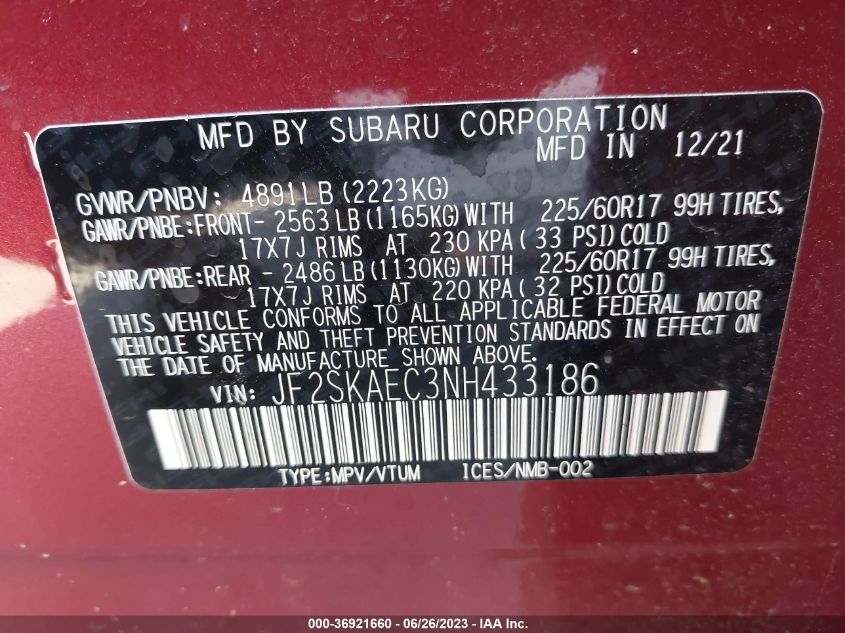 MFD BY SUBARU CORPORATION
MFD IN 12/21
GVWR/PNBV: 4891LB(2223KG)
GAWR/PNBE:FRONT- 2563LB(1165KG)WITH 225/60R17 99H TIRES,
17X7J RIMS AT 230 KPA(33 PSI)COLD
GAWR/PNBE:REAR - 2486LB(1130KG)WITH 225/60R17 99H TIRES,
17X7J RIMS AT 220 KPA(32 PSI)COLD
THIS VEHICLE CONFORMS TO ALL APPLICABLE FEDERAL MOTOR
VEHICLE SAFETY AND THEFT PREVENTION STANDARDS IN EFFECT ON
THE DATE OF MANUFACTURE SHOWN ABOVE.
VIN: JF2SKAEC3NH433186
TYPE:MPV/VTUM ICES/NMB-002
000-36921660 - 06/26/2023 - IAA Inc.